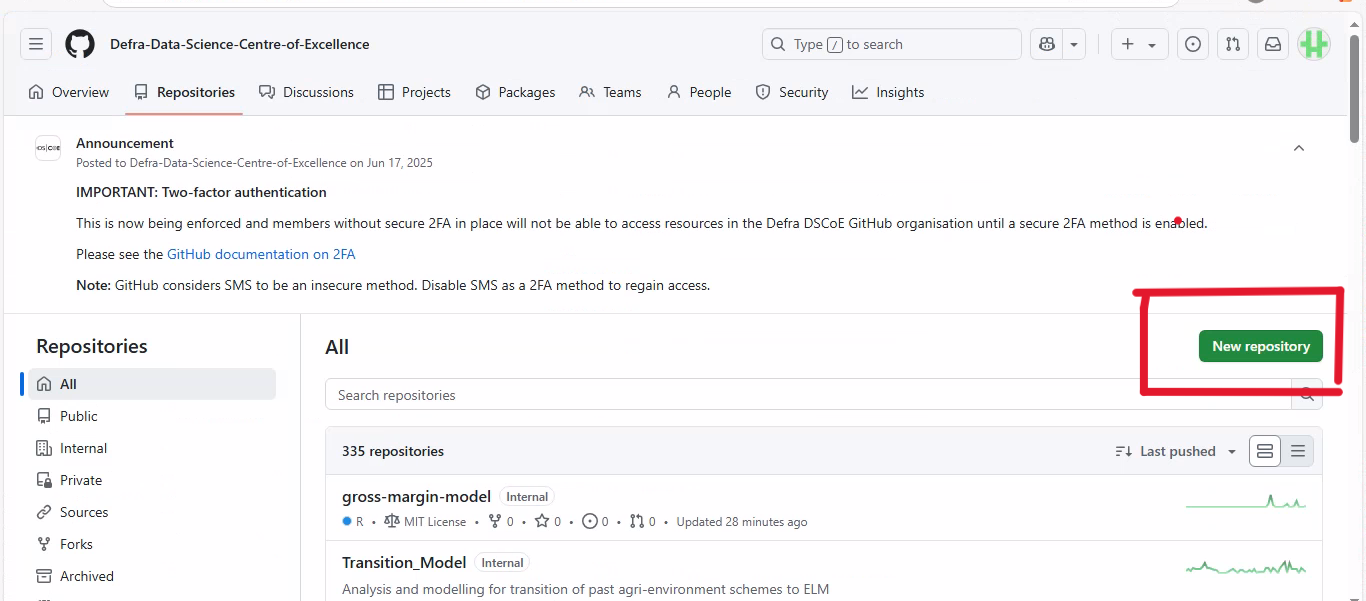 Defra-Data-Science-Centre-of-Excellence
Type / to search
Overview Repositories Discussions Projects Packages Teams People Security Insights
DS|COE
Announcement
Posted to Defra-Data-Science-Centre-of-Excellence on Jun 17, 2025
IMPORTANT: Two-factor authentication
This is now being enforced and members without secure 2FA in place will not be able to access resources in the Defra DSCoE GitHub organisation until a secure 2FA method is enabled.
Please see the GitHub documentation on 2FA
Note: GitHub considers SMS to be an insecure method. Disable SMS as a 2FA method to regain access.
Repositories
All
Public
Internal
Private
Sources
Forks
Archived
All
New repository
Search repositories
335 repositories
Last pushed
gross-margin-model Internal
R • MIT License • 0 • 0 • 0 • 0 • Updated 28 minutes ago
Transition_Model Internal
Analysis and modelling for transition of past agri-environment schemes to ELM